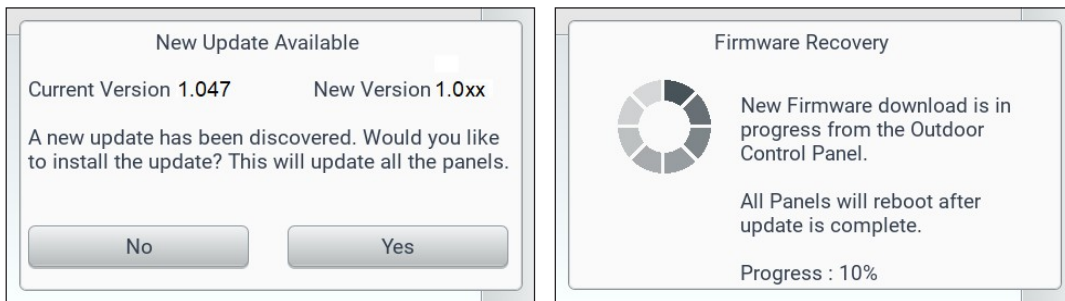 New Update Available
Current Version 1.047 New Version 1.0xx
A new update has been discovered. Would you like
to install the update? This will update all the panels.
No Yes
Firmware Recovery
New Firmware download is in
progress from the Outdoor
Control Panel.
All Panels will reboot after
update is complete.
Progress : 10%